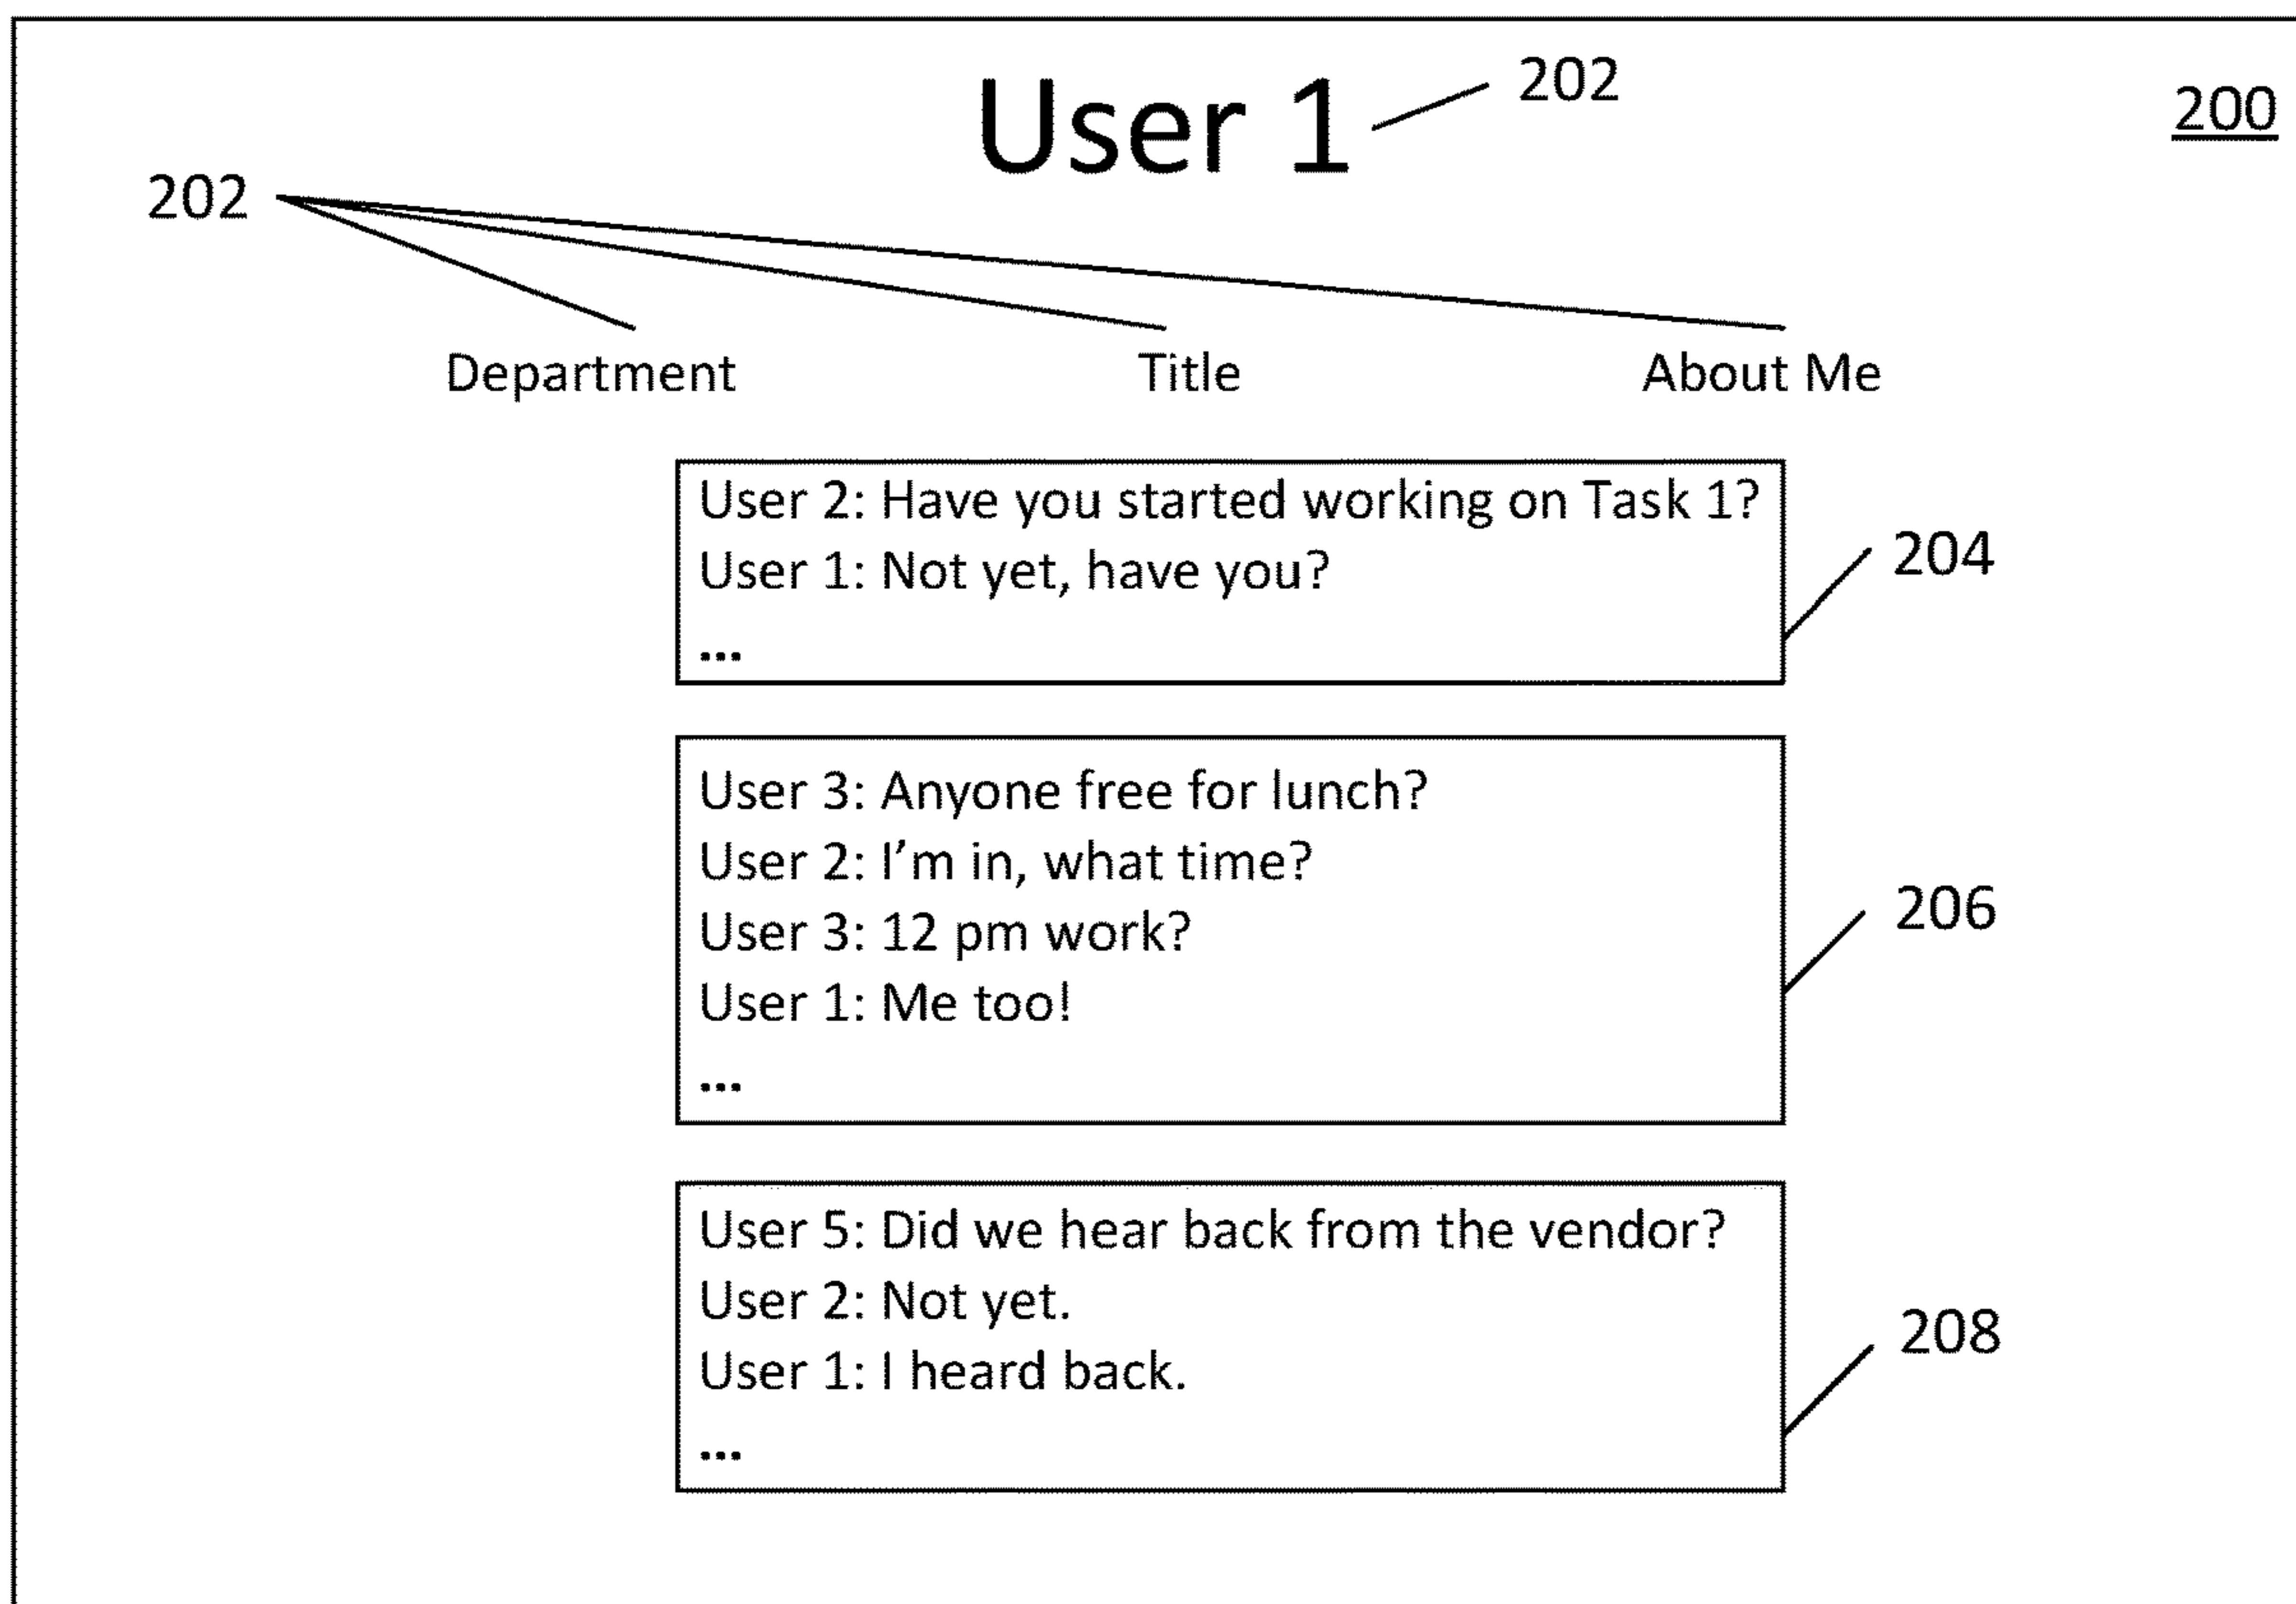 User 1 202
200
202
Department Title About Me
User 2: Have you started working on Task 1?
User 1: Not yet, have you?
...
204
User 3: Anyone free for lunch?
User 2: I'm in, what time?
User 3: 12 pm work?
User 1: Me too!
...
206
User 5: Did we hear back from the vendor?
User 2: Not yet.
User 1: I heard back.
...
208